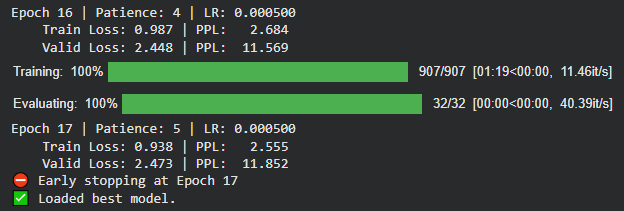 Epoch 16 | Patience: 4 | LR: 0.000500
Train Loss: 0.987 | PPL: 2.684
Valid Loss: 2.448 | PPL: 11.569
Training: 100% 907/907 [01:19<00:00, 11.46it/s]
Evaluating: 100% 32/32 [00:00<00:00, 40.39it/s]
Epoch 17 | Patience: 5 | LR: 0.000500
Train Loss: 0.938 | PPL: 2.555
Valid Loss: 2.473 | PPL: 11.852
⛔ Early stopping at Epoch 17
✅ Loaded best model.